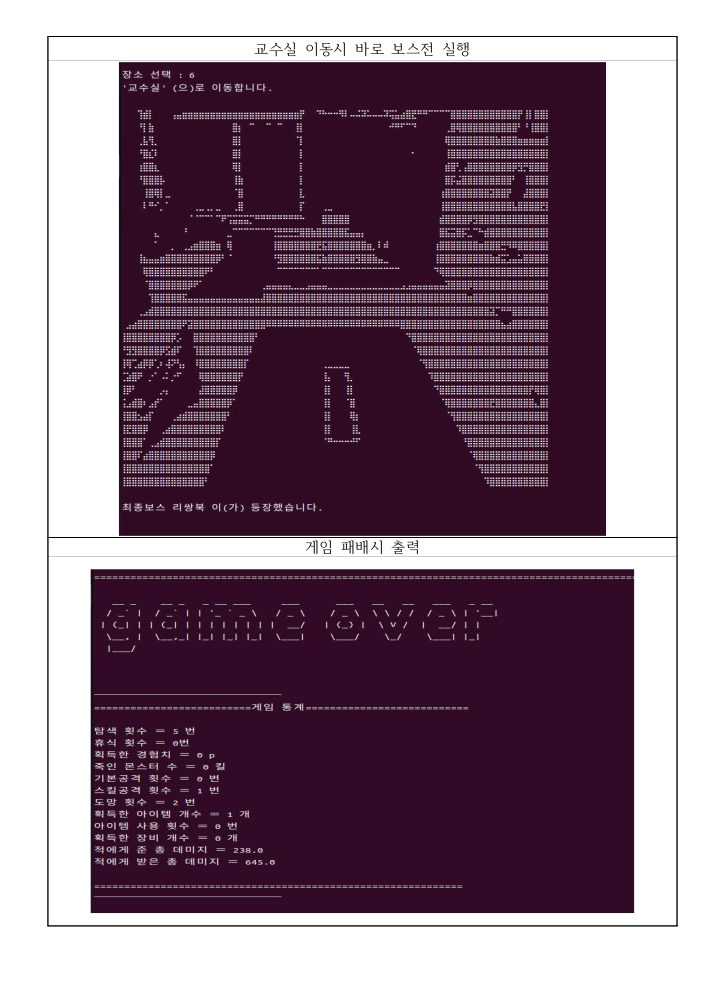 교수실 이동시 바로 보스전 실행
장소 선택 : 6
'교수실' (으)로 이동합니다.
최종보스 리쌍북 이(가) 등장했습니다.
게임 패배시 출력
game over
==========================게임 통계===========================
탐색 횟수 = 5 번
휴식 횟수 = 0번
획득한 경험치 = 0 p
죽인 몬스터 수 = 0 킬
기본공격 횟수 = 0 번
스킬공격 횟수 = 1 번
도망 횟수 = 2 번
획득한 아이템 개수 = 1 개
아이템 사용 횟수 = 0 번
획득한 장비 개수 = 0 개
적에게 준 총 데미지 = 238.0
적에게 받은 총 데미지 = 645.0